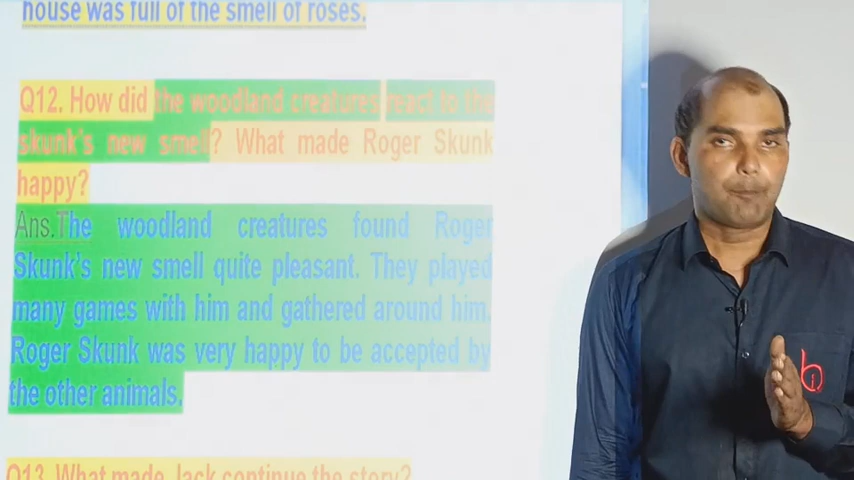 house was full of the smell of roses.
Q12. How did the woodland creatures react to the
skunk's new smell? What made Roger Skunk
happy?
Ans.The woodland creatures found Roger
Skunk's new smell quite pleasant. They played
many games with him and gathered around him.
Roger Skunk was very happy to be accepted by
the other animals.
Q13. What made Jack continue the story?